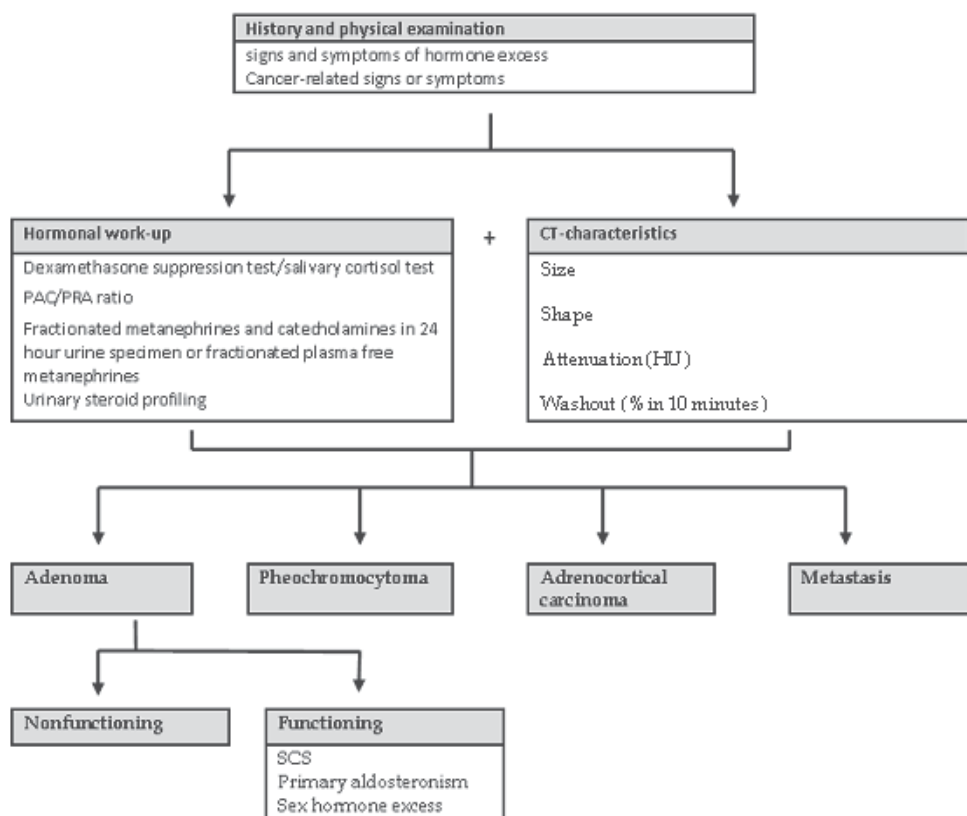 History and physical examination
signs and symptoms of hormone excess
Cancer-related signs or symptoms
Hormonal work-up
Dexamethasone suppression test/salivary cortisol test
PAC/PRA ratio
Fractionated metanephrines and catecholamines in 24
hour urine specimen or fractionated plasma free
metanephrines
Urinary steroid profiling
+
CT-characteristics
Size
Shape
Attenuation (HU)
Washout (% in 10 minutes)
Adenoma
Pheochromocytoma
Adrenocortical
carcinoma
Metastasis
Nonfunctioning
Functioning
SCS
Primary aldosteronism
Sex hormone excess